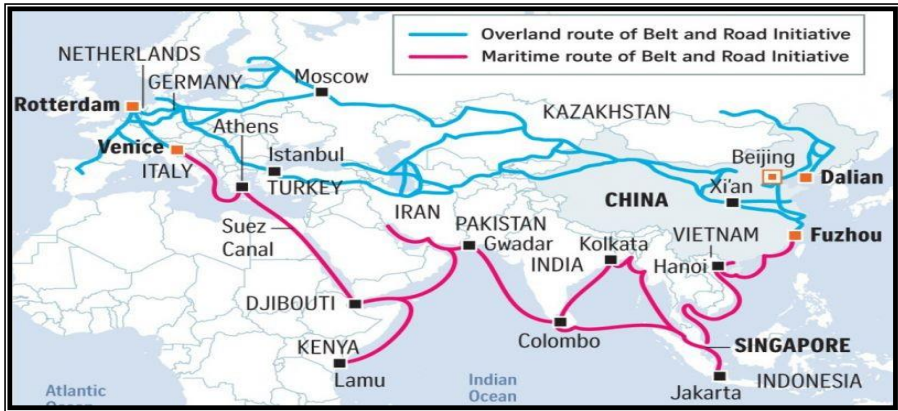 Overland route of Belt and Road Initiative
Maritime route of Belt and Road Initiative
NETHERLANDS
GERMANY
Moscow
Rotterdam
KAZAKHSTAN
Athens
Venice
ITALY
Istanbul
TURKEY
Beijing
Dalian
Xi'an
CHINA
IRAN
PAKISTAN
Gwadar
Suez
Canal
Kolkata
INDIA
VIETNAM
Hanoi
Fuzhou
DJIBOUTI
Colombo
KENYA
Lamu
SINGAPORE
Jakarta
INDONESIA
Atlantic
Indian
Ocean